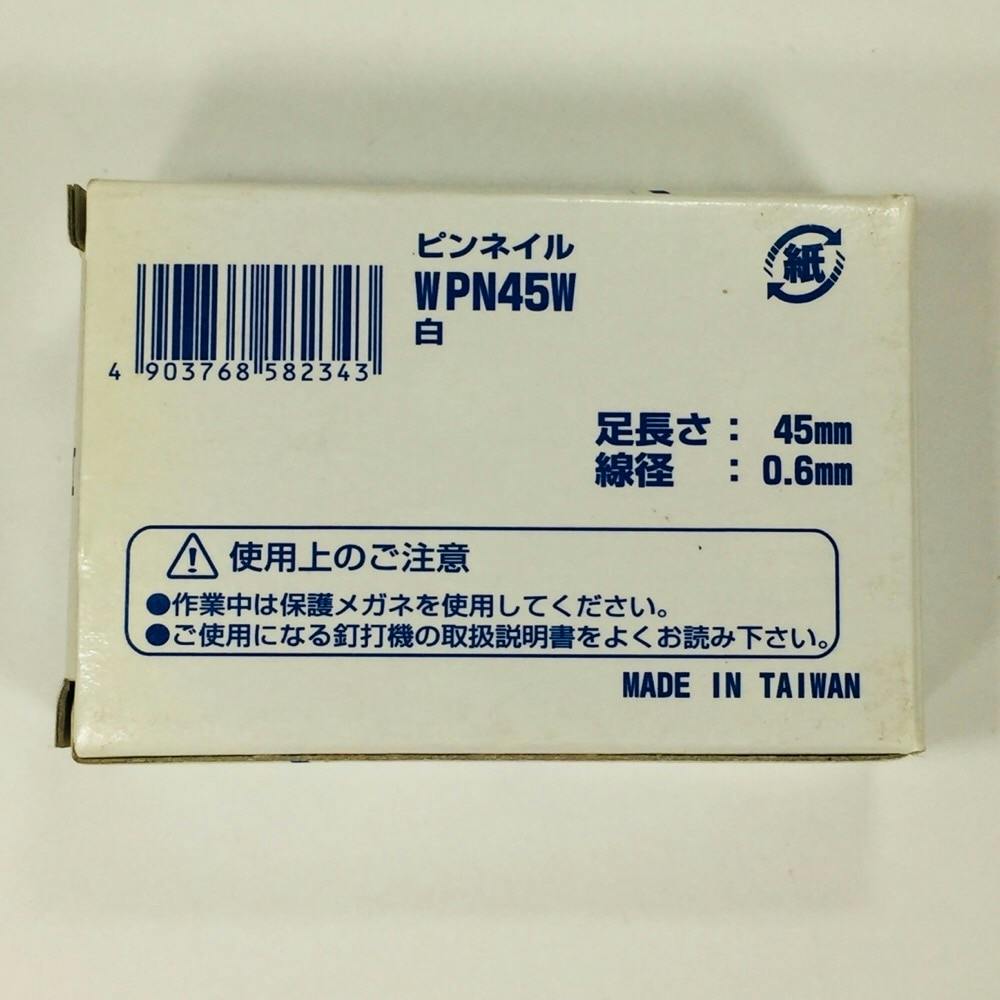 ピンネイル
WPN45W
白
紙
4 903768 582343
足長さ： 45mm
線径 ： 0.6mm
使用上のご注意
●作業中は保護メガネを使用してください。
●ご使用になる釘打機の取扱説明書をよくお読み下さい。
MADE IN TAIWAN